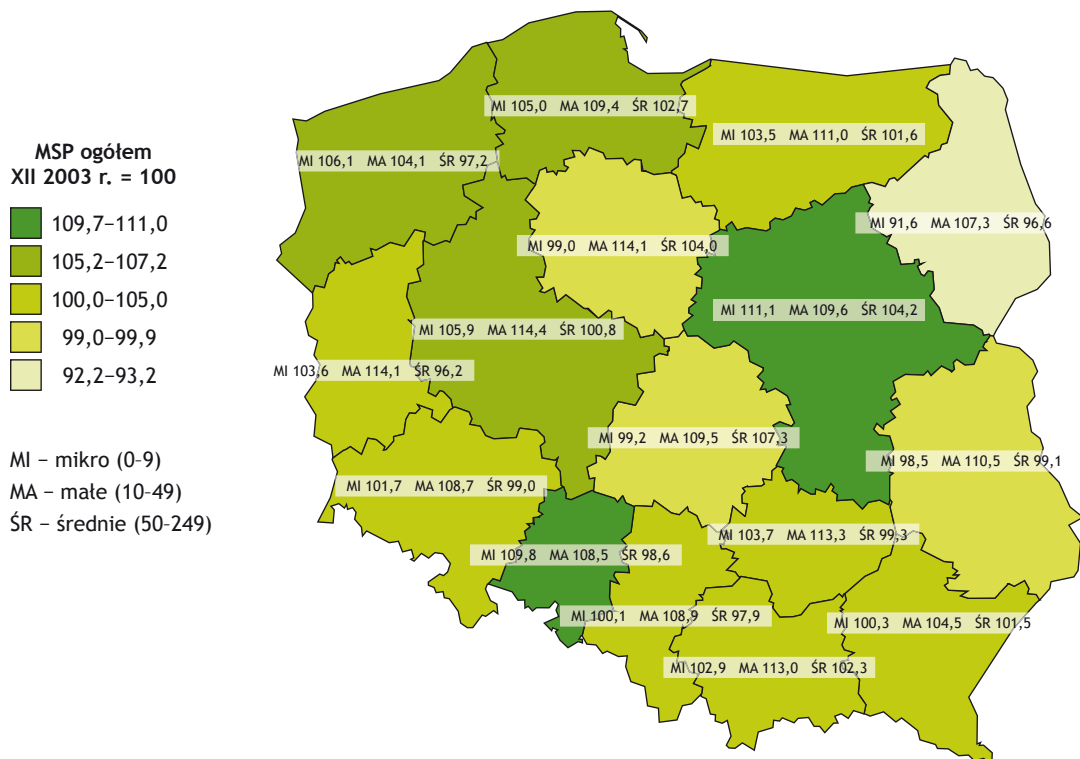 MSP ogółem
XII 2003 r. = 100
109,7–111,0
105,2–107,2
100,0–105,0
99,0–99,9
92,2–93,2
MI – mikro (0-9)
MA – małe (10-49)
ŚR – średnie (50-249)
MI 105,0 MA 109,4 ŚR 102,7
MI 103,5 MA 111,0 ŚR 101,6
MI 106,1 MA 104,1 ŚR 97,2
MI 91,6 MA 107,3 ŚR 96,6
MI 99,0 MA 114,1 ŚR 104,0
MI 111,1 MA 109,6 ŚR 104,2
MI 105,9 MA 114,4 ŚR 100,8
MI 103,6 MA 114,1 ŚR 96,2
MI 99,2 MA 109,5 ŚR 107,3
MI 98,5 MA 110,5 ŚR 99,1
MI 101,7 MA 108,7 ŚR 99,0
MI 103,7 MA 113,3 ŚR 99,3
MI 109,8 MA 108,5 ŚR 98,6
MI 100,1 MA 108,9 ŚR 97,9
MI 100,3 MA 104,5 ŚR 101,5
MI 102,9 MA 113,0 ŚR 102,3